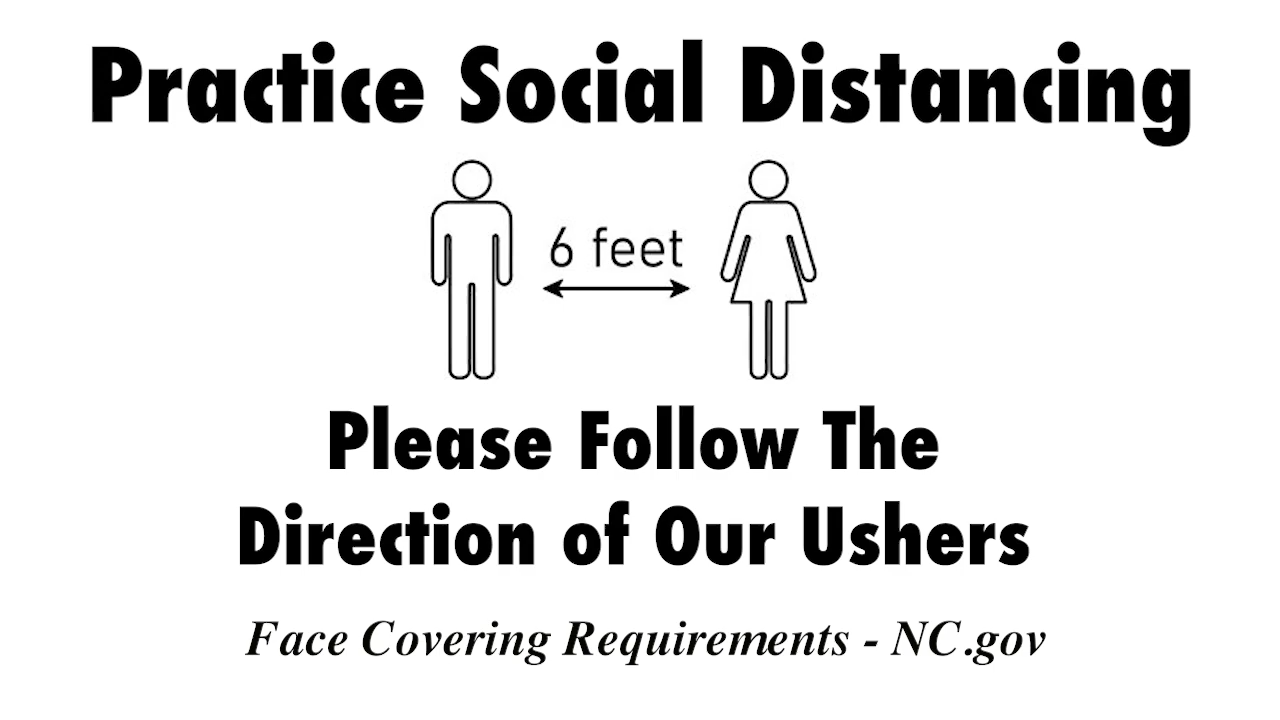 Practice Social Distancing
6 feet
Please Follow The
Direction of Our Ushers
Face Covering Requirements - NC.gov